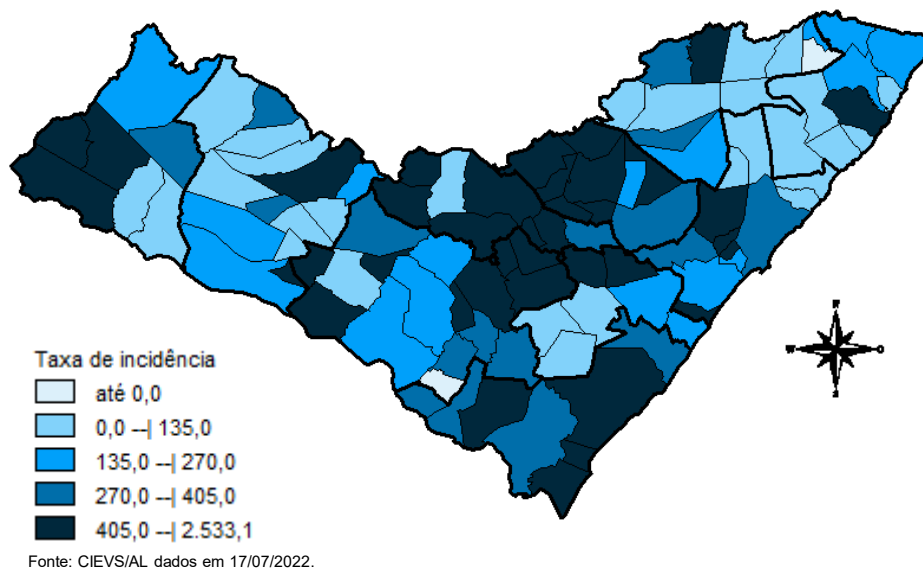 N
W
O
S
Taxa de incidência
até 0,0
0,0 --| 135,0
135,0 --| 270,0
270,0 --| 405,0
405,0 --| 2.533,1
Fonte: CIEVS/AL dados em 17/07/2022.